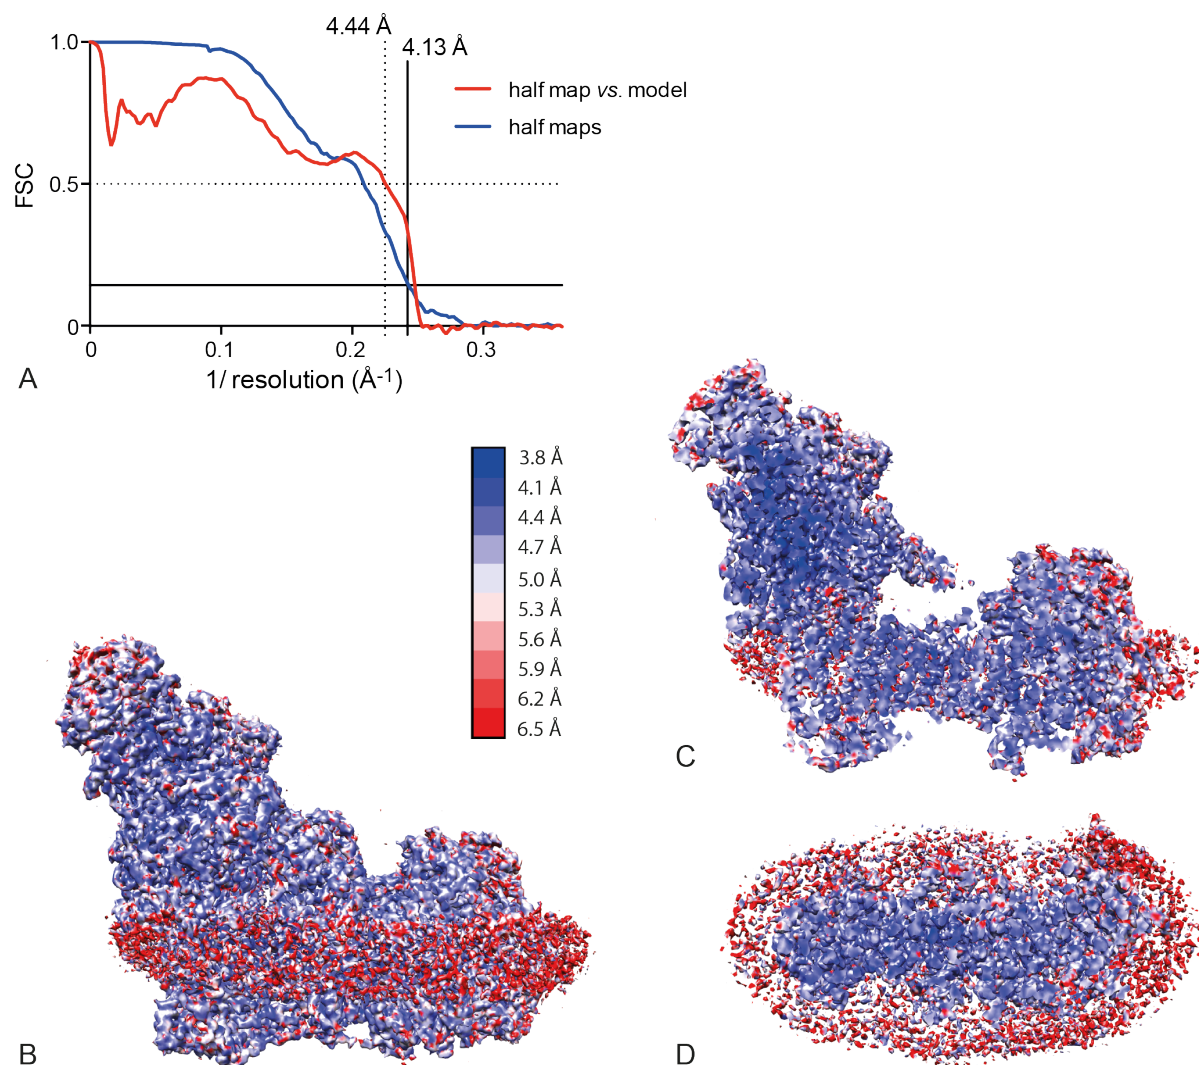 4.44 Å
4.13 Å
1.0
0.5
0
FSC
half map vs. model
half maps
0 0.1 0.2 0.3
1/ resolution (Å-1)
A
3.8 Å
4.1 Å
4.4 Å
4.7 Å
5.0 Å
5.3 Å
5.6 Å
5.9 Å
6.2 Å
6.5 Å
B
C
D